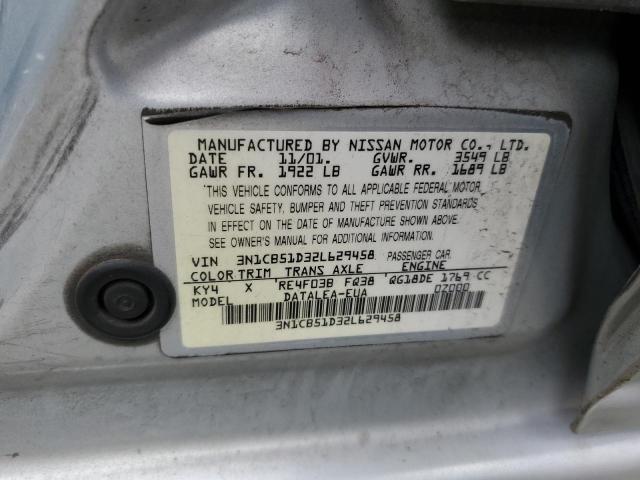 MANUFACTURED BY NISSAN MOTOR CO., LTD.
DATE 11/01. GVWR. 3549 LB
GAWR FR. 1922 LB GAWR RR. 1689 LB
"THIS VEHICLE CONFORMS TO ALL APPLICABLE FEDERAL MOTOR
VEHICLE SAFETY, BUMPER AND THEFT PREVENTION STANDARDS
IN EFFECT ON THE DATE OF MANUFACTURE SHOWN ABOVE.
SEE OWNER'S MANUAL FOR ADDITIONAL INFORMATION.
VIN 3N1CB51D32L629458 PASSENGER CAR.
COLOR TRIM TRANS AXLE ENGINE
KY4 X 'RE4F03B FQ38 'QG18DE 1769 CC
MODEL DATALEA-EUA 0Z000
3N1CB51D32L629458